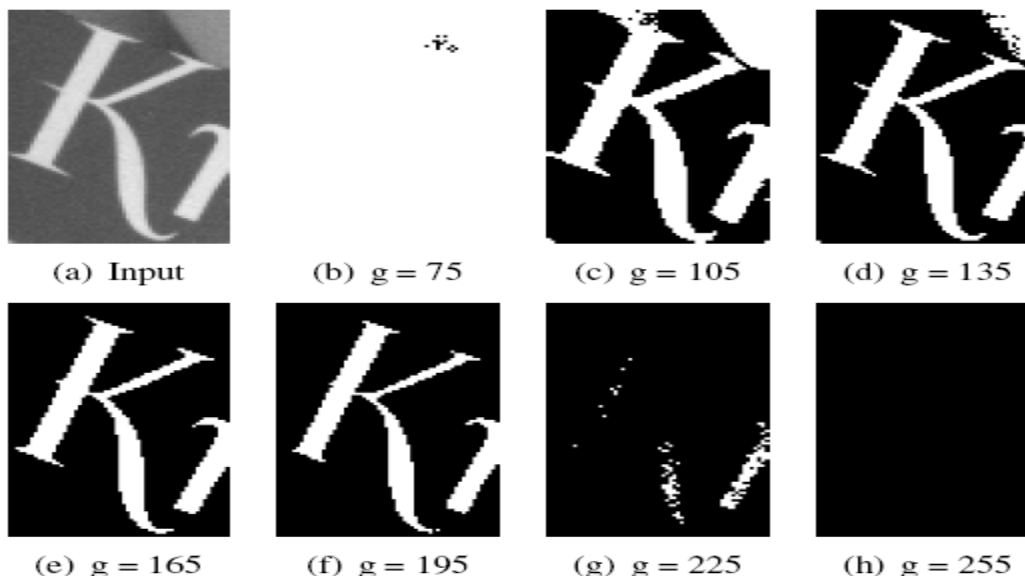 K
(a) Input
(b) g = 75
(c) g = 105
(d) g = 135
(e) g = 165
(f) g = 195
(g) g = 225
(h) g = 255